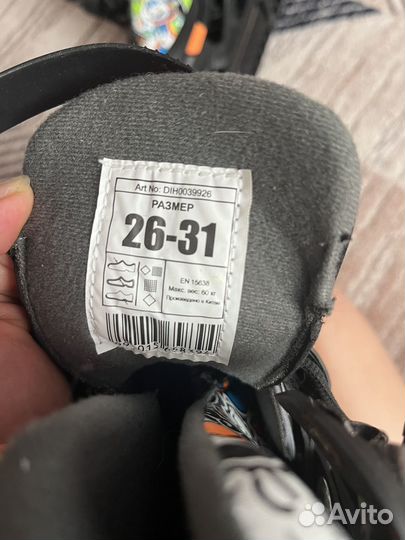 Art No: DIH0039926
РАЗМЕР
26-31
EN 15638
Макс. вес: 60 кг
Произведено в Китае
Avito